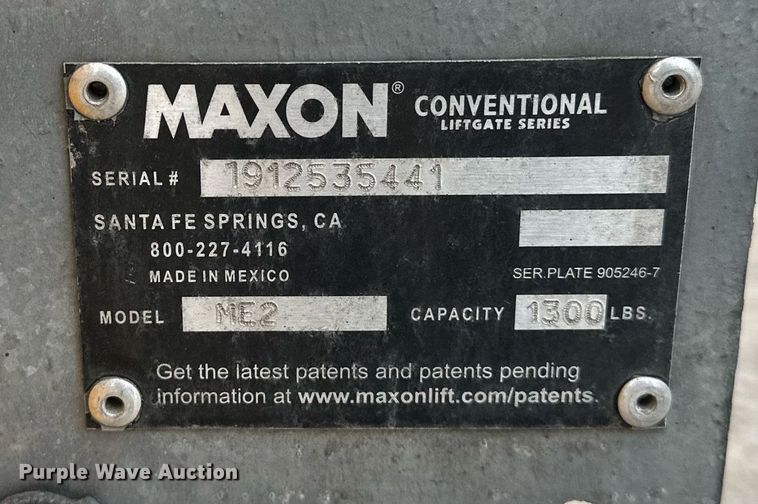 MAXON® CONVENTIONAL
LIFTGATE SERIES
SERIAL # 1912535441
SANTA FE SPRINGS, CA
800-227-4116
MADE IN MEXICO
SER.PLATE 905246-7
MODEL ME2 CAPACITY 1300 LBS.
Get the latest patents and patents pending
information at www.maxonlift.com/patents.
Purple Wave Auction